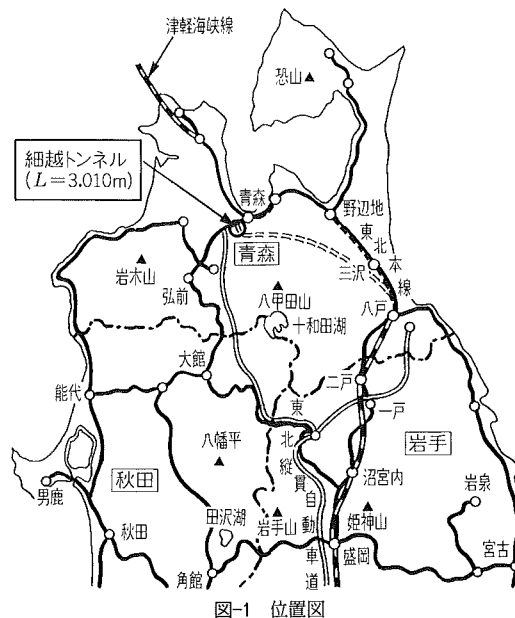 津軽海峡線
恐山
細越トンネル
(L=3.010m)
青森
野辺地
青森
東北本線
三沢
岩木山
弘前
八甲田山
十和田湖
八戸
大館
二戸
能代
一戸
東北縦貫自動車道
八幡平
岩手
秋田
沼宮内
岩泉
男鹿
田沢湖
岩手山
姫神山
秋田
盛岡
宮古
角館
図-1 位置図